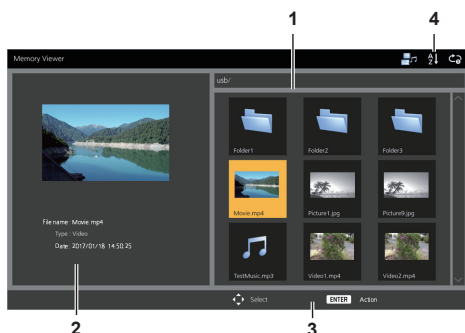 1
4
Memory Viewer
A
Z
usb/
Folder1
Folder2
Folder3
Movie.mp4
Picture1.jpg
Picture9.jpg
File name : Movie.mp4
Type : Video
Date : 2017/01/18 14:50:25
TestMusic.mp3
Video1.mp4
Video2.mp4
Select
ENTER
Action
2
3